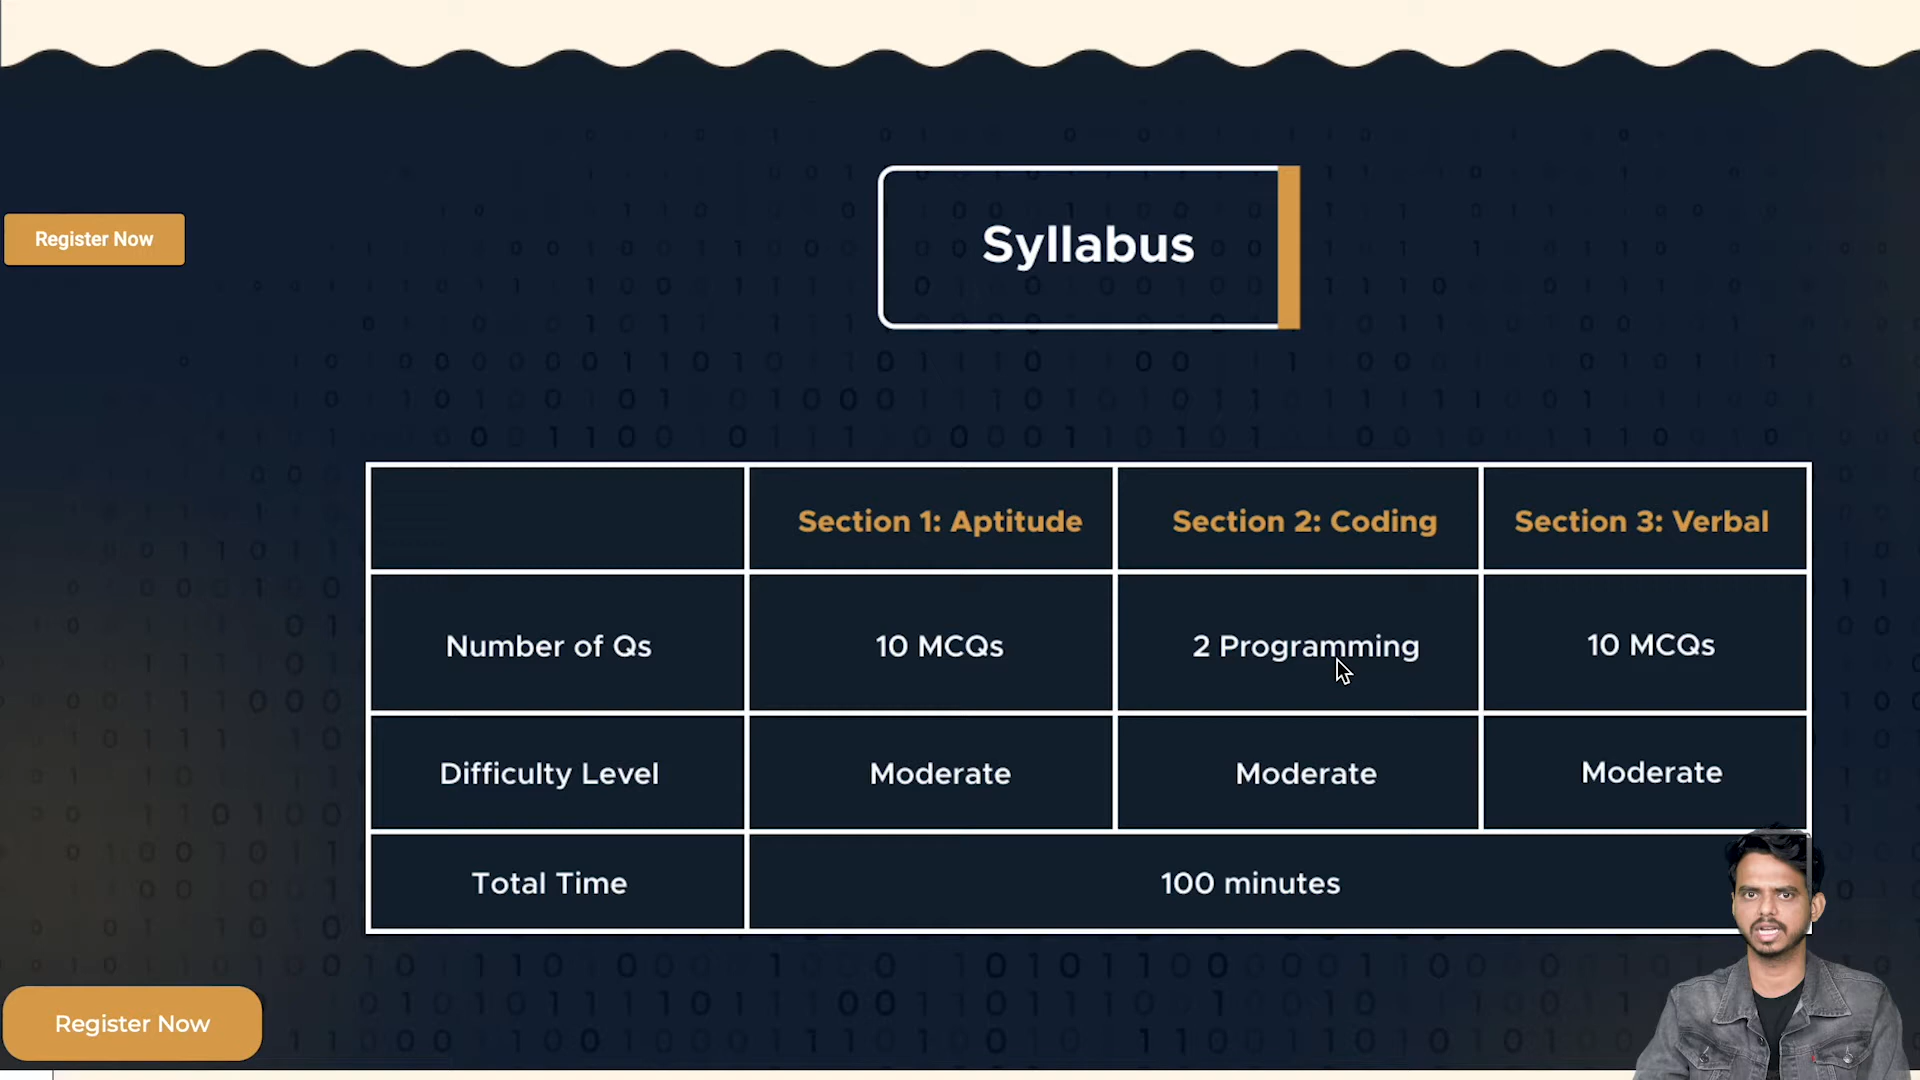 Register Now
Syllabus
Section 1: Aptitude
Section 2: Coding
Section 3: Verbal
Number of Qs
10 MCQs
2 Programming
10 MCQs
Difficulty Level
Moderate
Moderate
Moderate
Total Time
100 minutes
Register Now